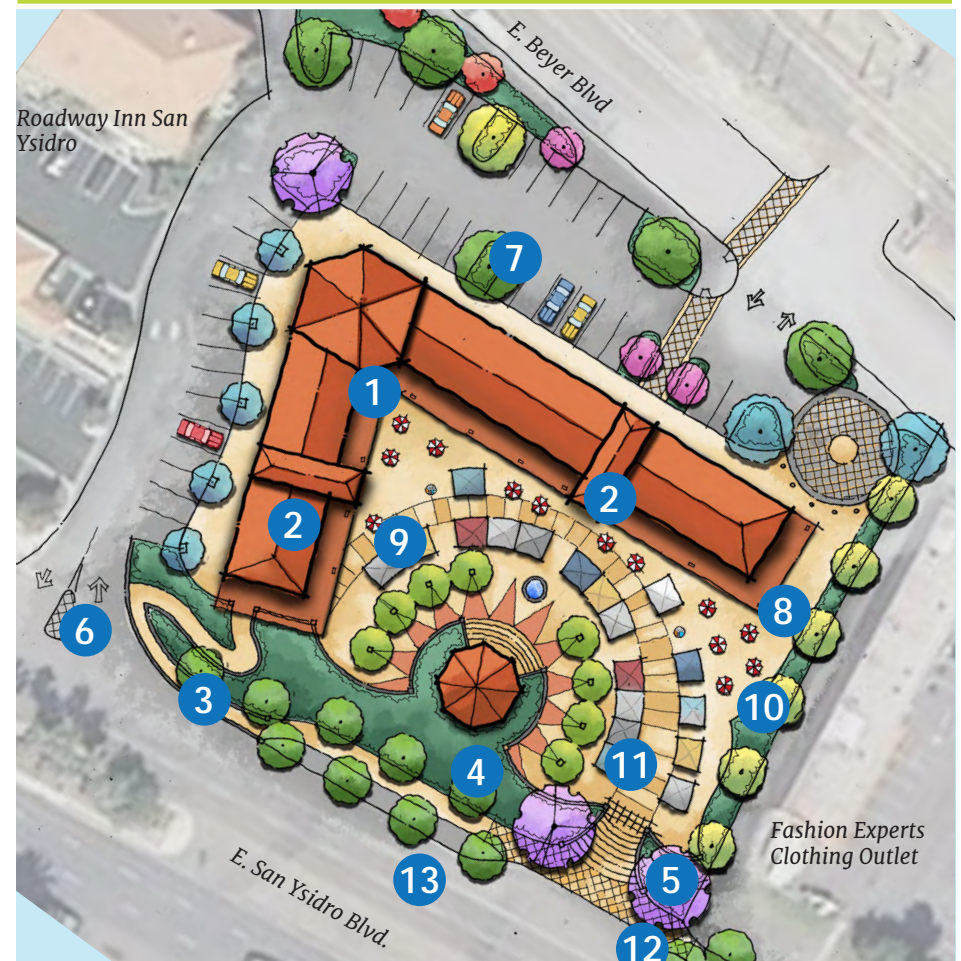 E. Beyer Blvd
Roadway Inn San
Ysidro
7
1
2
2
9
8
6
3
10
4
11
Fashion Experts
Clothing Outlet
E. San Ysidro Blvd.
13
5
12